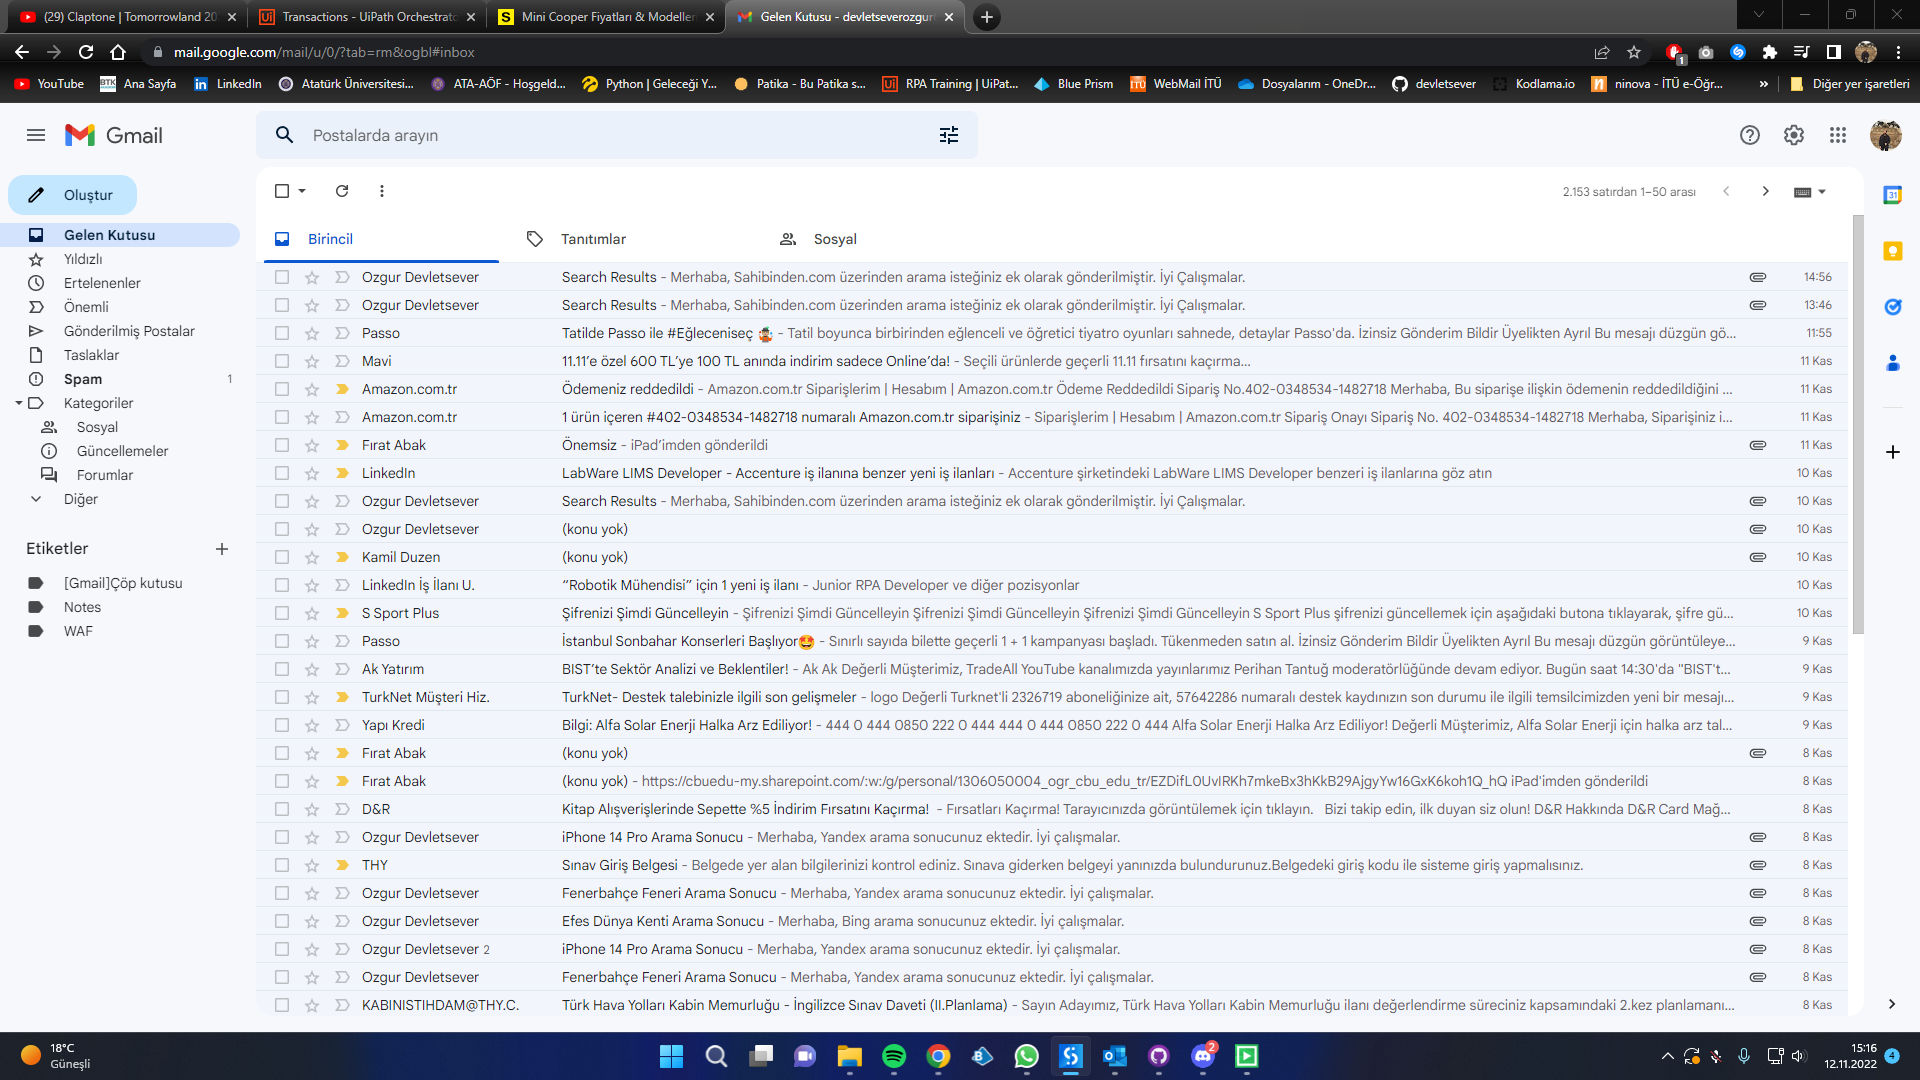 (29) Claptone | Tomorrowland 20
Transactions - UiPath Orchestrato
Mini Cooper Fiyatları & Modeller
Gelen Kutusu - devletseverozgur
mail.google.com/mail/u/0/?tab=rm&ogbl#inbox
YouTube
Ana Sayfa
LinkedIn
Atatürk Üniversitesi...
ATA-AÖF - Hoşgeld...
Python | Geleceği Y...
Patika - Bu Patika s...
RPA Training | UiPat...
Blue Prism
WebMail İTÜ
Dosyalarım - OneDr...
devletsever
Kodlama.io
ninova - İTÜ e-Öğr...
»
Diğer yer işaretleri
Gmail
Postalarda arayın
Oluştur
2.153 satırdan 1–50 arası
Gelen Kutusu
Yıldızlı
Ertelenenler
Önemli
Gönderilmiş Postalar
Taslaklar
Spam 1
Kategoriler
Sosyal
Güncellemeler
Forumlar
Diğer
Etiketler
[Gmail]Çöp kutusu
Notes
WAF
Birincil
Tanıtımlar
Sosyal
Ozgur Devletsever Search Results - Merhaba, Sahibinden.com üzerinden arama isteğiniz ek olarak gönderilmiştir. İyi Çalışmalar. 14:56
Ozgur Devletsever Search Results - Merhaba, Sahibinden.com üzerinden arama isteğiniz ek olarak gönderilmiştir. İyi Çalışmalar. 13:46
Passo Tatilde Passo ile #Eğleceniseç - Tatil boyunca birbirinden eğlenceli ve öğretici tiyatro oyunları sahnede, detaylar Passo'da. İzinsiz Gönderim Bildir Üyelikten Ayrıl Bu mesajı düzgün gö... 11:55
Mavi 11.11'e özel 600 TL'ye 100 TL anında indirim sadece Online'da! - Seçili ürünlerde geçerli 11.11 fırsatını kaçırma... 11 Kas
Amazon.com.tr Ödemeniz reddedildi - Amazon.com.tr Siparişlerim | Hesabım | Amazon.com.tr Ödeme Reddedildi Sipariş No.402-0348534-1482718 Merhaba, Bu siparişe ilişkin ödemenin reddedildiğini ... 11 Kas
Amazon.com.tr 1 ürün içeren #402-0348534-1482718 numaralı Amazon.com.tr siparişiniz - Siparişlerim | Hesabım | Amazon.com.tr Sipariş Onayı Sipariş No. 402-0348534-1482718 Merhaba, Siparişiniz i... 11 Kas
Fırat Abak Önemsiz - iPad'imden gönderildi 11 Kas
LinkedIn LabWare LIMS Developer - Accenture iş ilanına benzer yeni iş ilanları - Accenture şirketindeki LabWare LIMS Developer benzeri iş ilanlarına göz atın 10 Kas
Ozgur Devletsever Search Results - Merhaba, Sahibinden.com üzerinden arama isteğiniz ek olarak gönderilmiştir. İyi Çalışmalar. 10 Kas
Ozgur Devletsever (konu yok) 10 Kas
Kamil Duzen (konu yok) 10 Kas
LinkedIn İş İlanı U. "Robotik Mühendisi" için 1 yeni iş ilanı - Junior RPA Developer ve diğer pozisyonlar 10 Kas
S Sport Plus Şifrenizi Şimdi Güncelleyin - Şifrenizi Şimdi Güncelleyin Şifrenizi Şimdi Güncelleyin Şifrenizi Şimdi Güncelleyin S Sport Plus şifrenizi güncellemek için aşağıdaki butona tıklayarak, şifre gü... 10 Kas
Passo İstanbul Sonbahar Konserleri Başlıyor - Sınırlı sayıda bilette geçerli 1 + 1 kampanyası başladı. Tükenmeden satın al. İzinsiz Gönderim Bildir Üyelikten Ayrıl Bu mesajı düzgün görüntüleye... 9 Kas
Ak Yatırım BIST'te Sektör Analizi ve Beklentiler! - Ak Ak Değerli Müşterimiz, TradeAll YouTube kanalımızda yayınlarımız Perihan Tantuğ moderatörlüğünde devam ediyor. Bugün saat 14:30'da "BIST't... 9 Kas
TurkNet Müşteri Hiz. TurkNet- Destek talebinizle ilgili son gelişmeler - logo Değerli Turknet'li 2326719 aboneliğinize ait, 57642286 numaralı destek kaydınızın son durumu ile ilgili temsilcimizden yeni bir mesajı... 9 Kas
Yapı Kredi Bilgi: Alfa Solar Enerji Halka Arz Ediliyor! - 444 0 444 0850 222 0 444 444 0 444 0850 222 0 444 Alfa Solar Enerji Halka Arz Ediliyor! Değerli Müşterimiz, Alfa Solar Enerji için halka arz tal... 9 Kas
Fırat Abak (konu yok) 8 Kas
Fırat Abak (konu yok) - https://cbuedu-my.sharepoint.com/:w:/g/personal/1306050004_ogr_cbu_edu_tr/EZDifL0UvIRKh7mkeBx3hKkB29AjgyYw16GxK6koh1Q_hQ iPad'imden gönderildi 8 Kas
D&R Kitap Alışverişlerinde Sepette %5 İndirim Fırsatını Kaçırma! - Fırsatları Kaçırma! Tarayıcınızda görüntülemek için tıklayın. Bizi takip edin, ilk duyan siz olun! D&R Hakkında D&R Card Mağ... 8 Kas
Ozgur Devletsever iPhone 14 Pro Arama Sonucu - Merhaba, Yandex arama sonucunuz ektedir. İyi çalışmalar. 8 Kas
THY Sınav Giriş Belgesi - Belgede yer alan bilgilerinizi kontrol ediniz. Sınava giderken belgeyi yanınızda bulundurunuz.Belgedeki giriş kodu ile sisteme giriş yapmalısınız. 8 Kas
Ozgur Devletsever Fenerbahçe Feneri Arama Sonucu - Merhaba, Yandex arama sonucunuz ektedir. İyi çalışmalar. 8 Kas
Ozgur Devletsever Efes Dünya Kenti Arama Sonucu - Merhaba, Bing arama sonucunuz ektedir. İyi çalışmalar. 8 Kas
Ozgur Devletsever 2 iPhone 14 Pro Arama Sonucu - Merhaba, Yandex arama sonucunuz ektedir. İyi çalışmalar. 8 Kas
Ozgur Devletsever Fenerbahçe Feneri Arama Sonucu - Merhaba, Yandex arama sonucunuz ektedir. İyi çalışmalar. 8 Kas
KABINISTIHDAM@THY.C. Türk Hava Yolları Kabin Memurluğu - İngilizce Sınav Daveti (II.Planlama) - Sayın Adayımız, Türk Hava Yolları Kabin Memurluğu ilanı değerlendirme süreciniz kapsamındaki 2.kez planlamanı... 8 Kas
18°C
Güneşli
2
15:16
12.11.2022
4